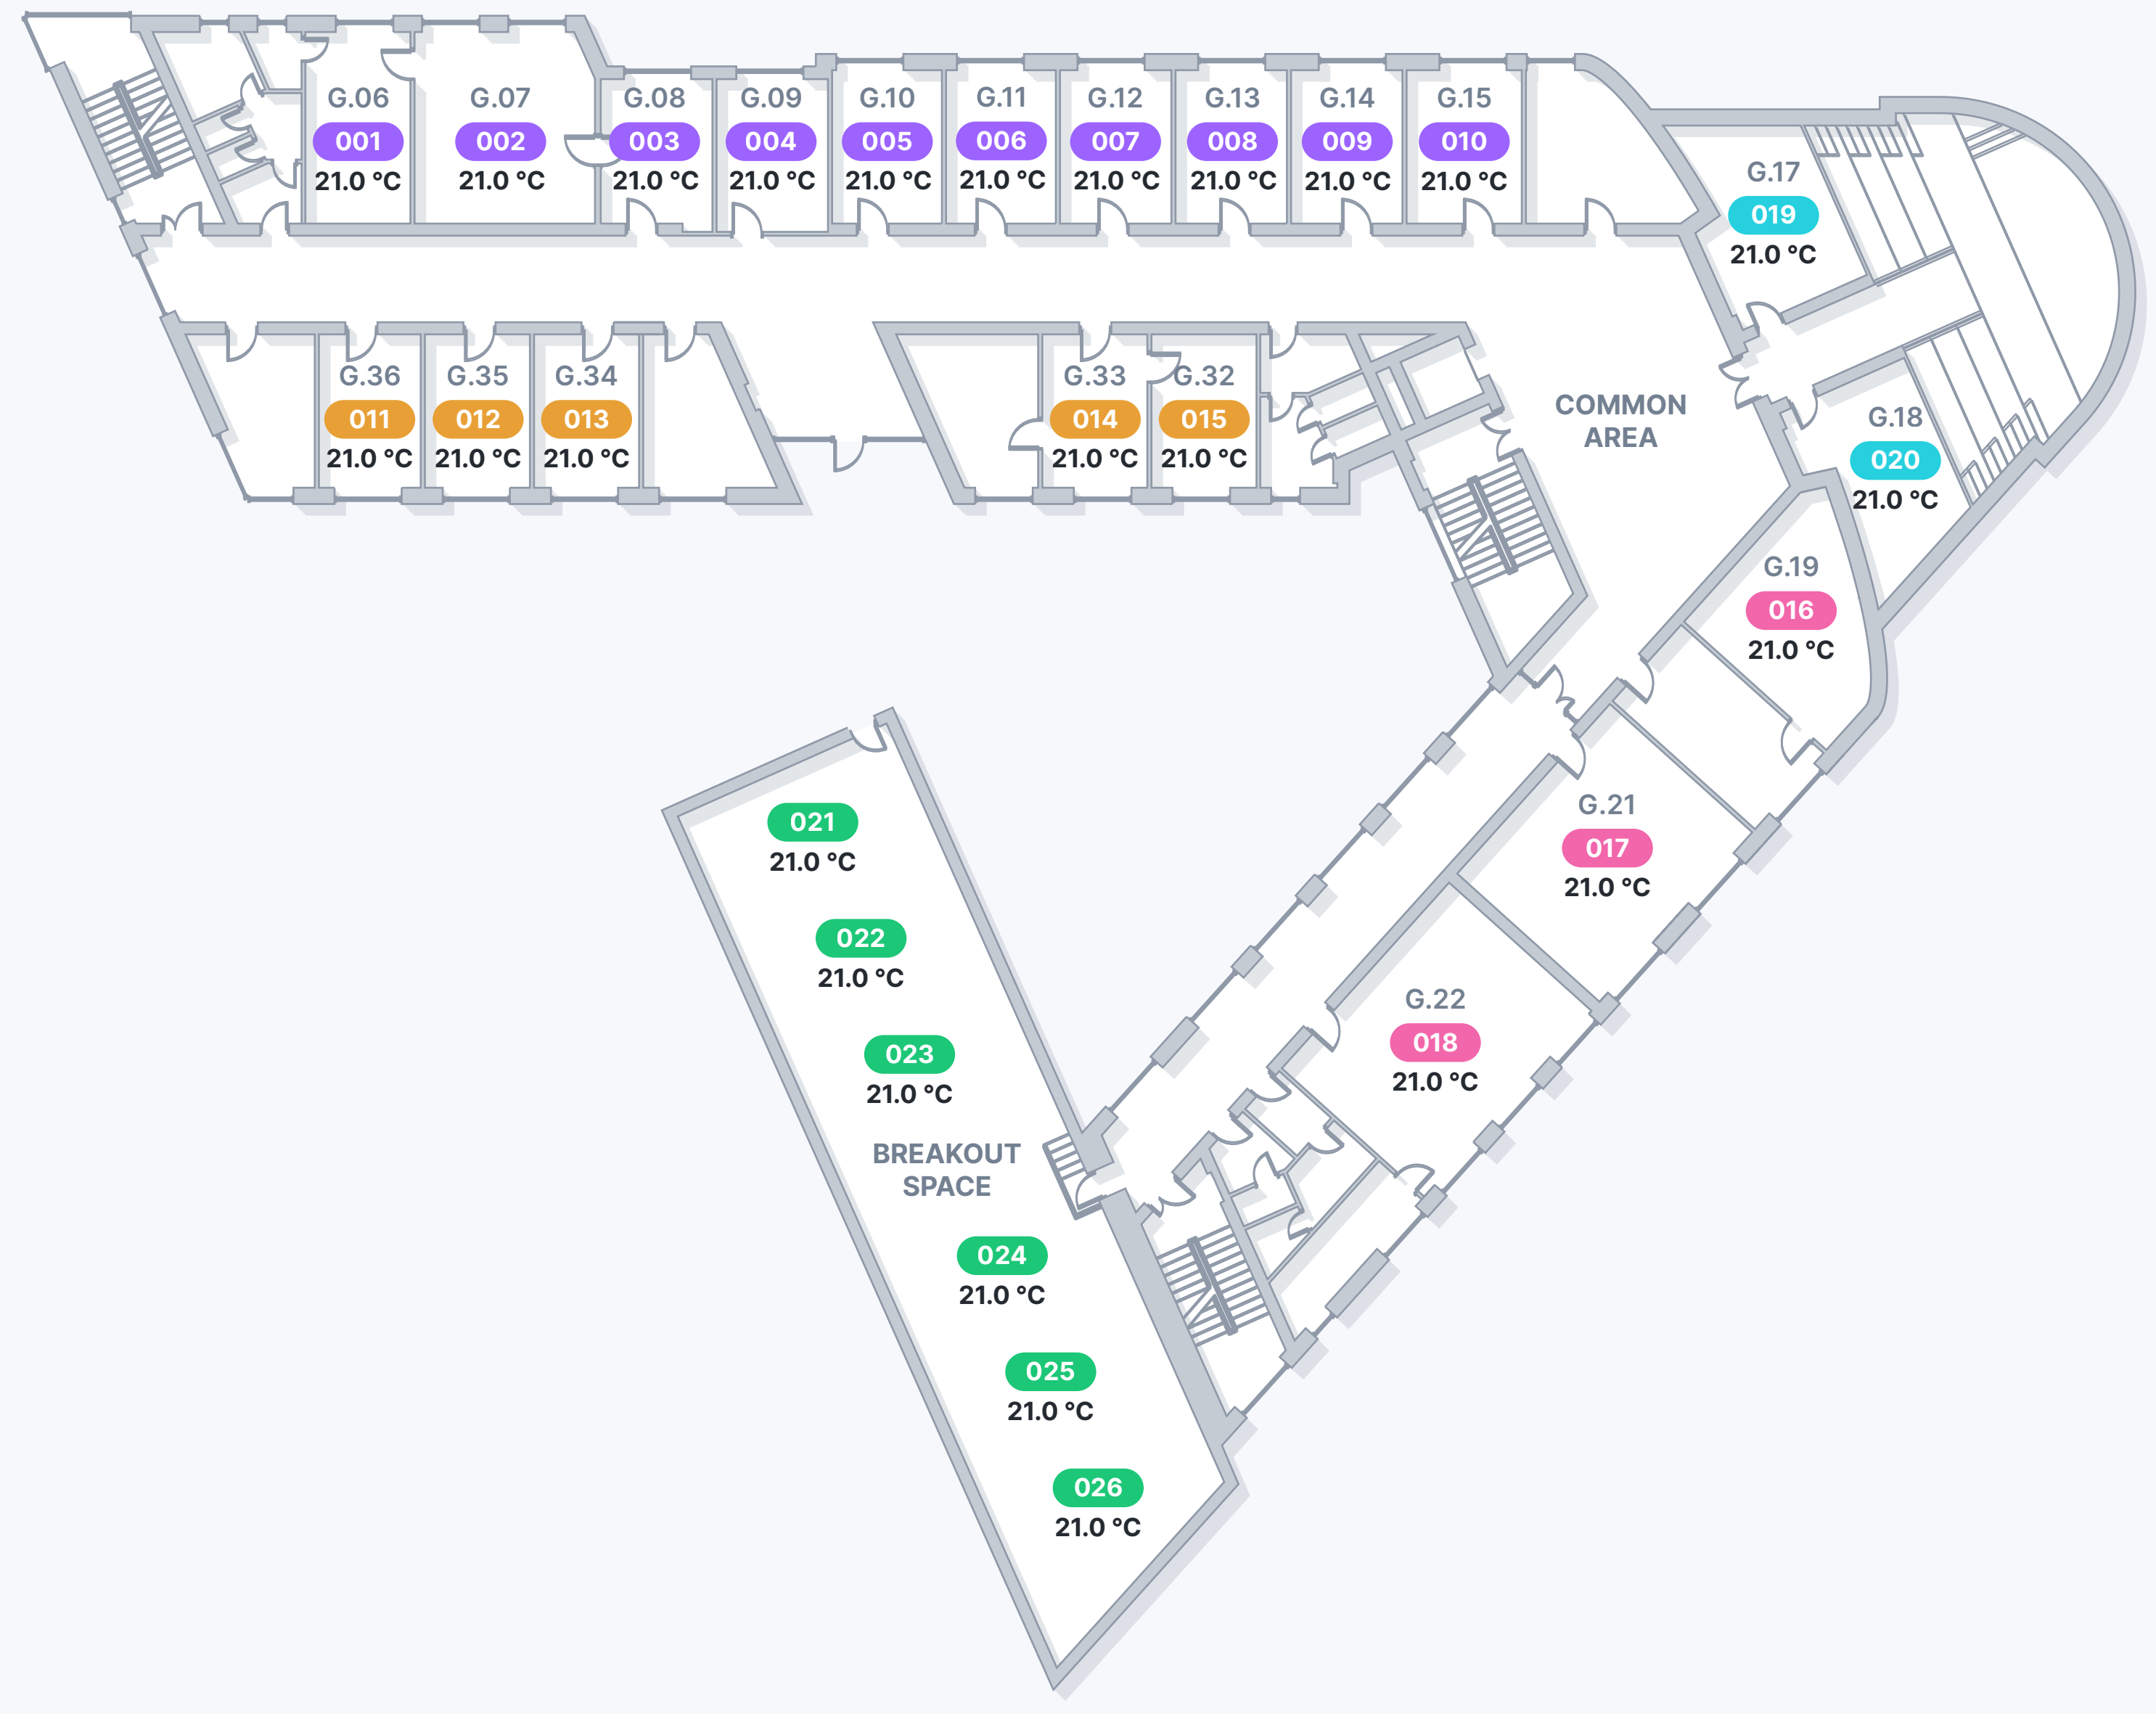 G.06
001
21.0 °C
G.07
002
21.0 °C
G.08
003
21.0 °C
G.09
004
21.0 °C
G.10
005
21.0 °C
G.11
006
21.0 °C
G.12
007
21.0 °C
G.13
008
21.0 °C
G.14
009
21.0 °C
G.15
010
21.0 °C
G.17
019
21.0 °C
G.36
011
21.0 °C
G.35
012
21.0 °C
G.34
013
21.0 °C
G.33
014
21.0 °C
G.32
015
21.0 °C
COMMON
AREA
G.18
020
21.0 °C
G.19
016
21.0 °C
G.21
017
21.0 °C
G.22
018
21.0 °C
021
21.0 °C
022
21.0 °C
023
21.0 °C
BREAKOUT
SPACE
024
21.0 °C
025
21.0 °C
026
21.0 °C